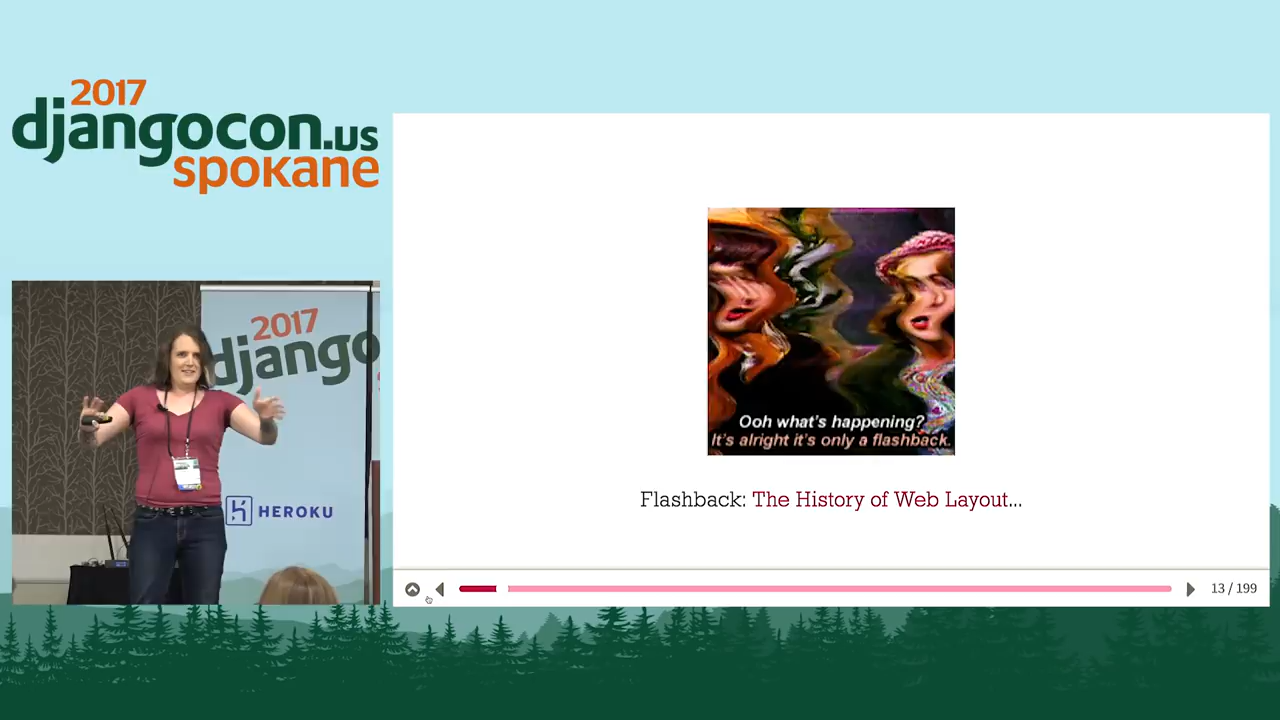 2017
djangocon.us
spokane
2017
django
HEROKU
Ooh what's happening?
It's alright it's only a flashback.
Flashback: The History of Web Layout...
13 / 199